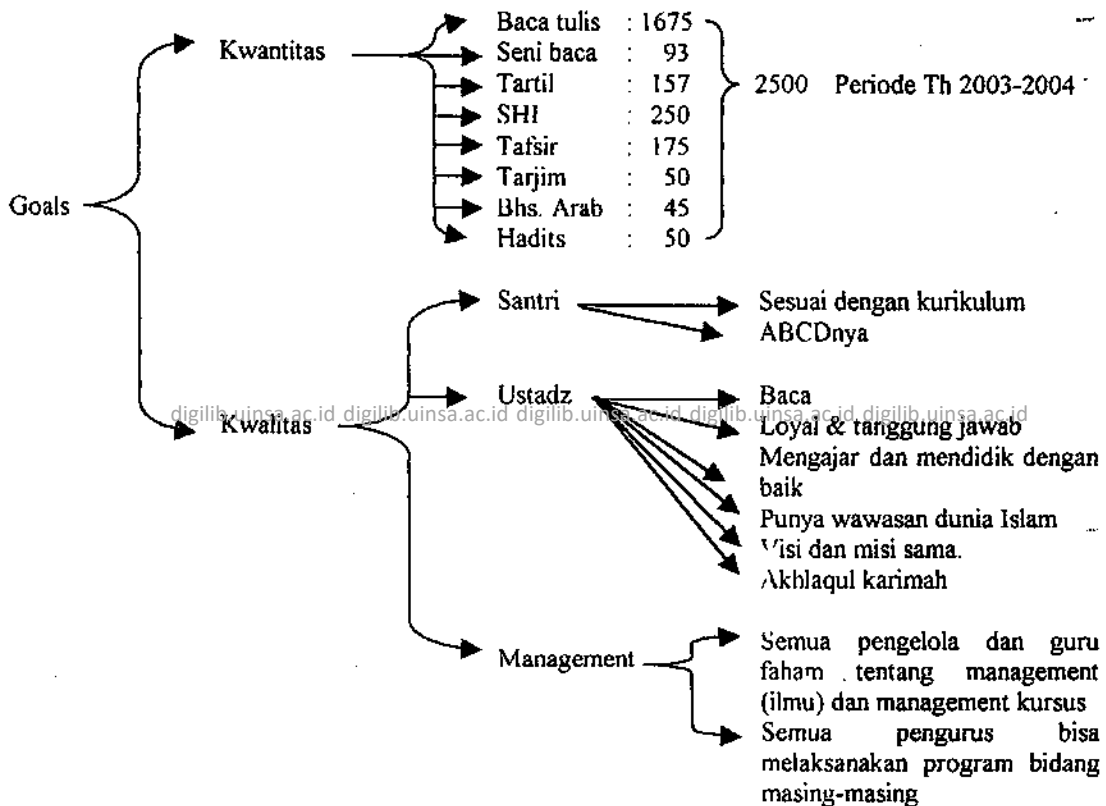 Baca tulis : 1675
Kwantitas Seni baca : 93
Tartil : 157
2500 Periode Th 2003-2004
SHI : 250
Tafsir : 175
Tarjim : 50
Goals Bhs. Arab : 45
Hadits : 50
Santri Sesuai dengan kurikulum
ABCDnya
Ustadz Baca
digilib.uinsa.ac.id digilib.uinsa.ac.id digilib.uinsa.ac.id digilib.uinsa.ac.id digilib.uinsa.ac.id
Kwalitas Loyal & tanggung jawab
Mengajar dan mendidik dengan
baik
Punya wawasan dunia Islam
Visi dan misi sama.
Akhlaqul karimah
Management Semua pengelola dan guru
faham tentang management
(ilmu) dan management kursus
Semua pengurus bisa
melaksanakan program bidang
masing-masing